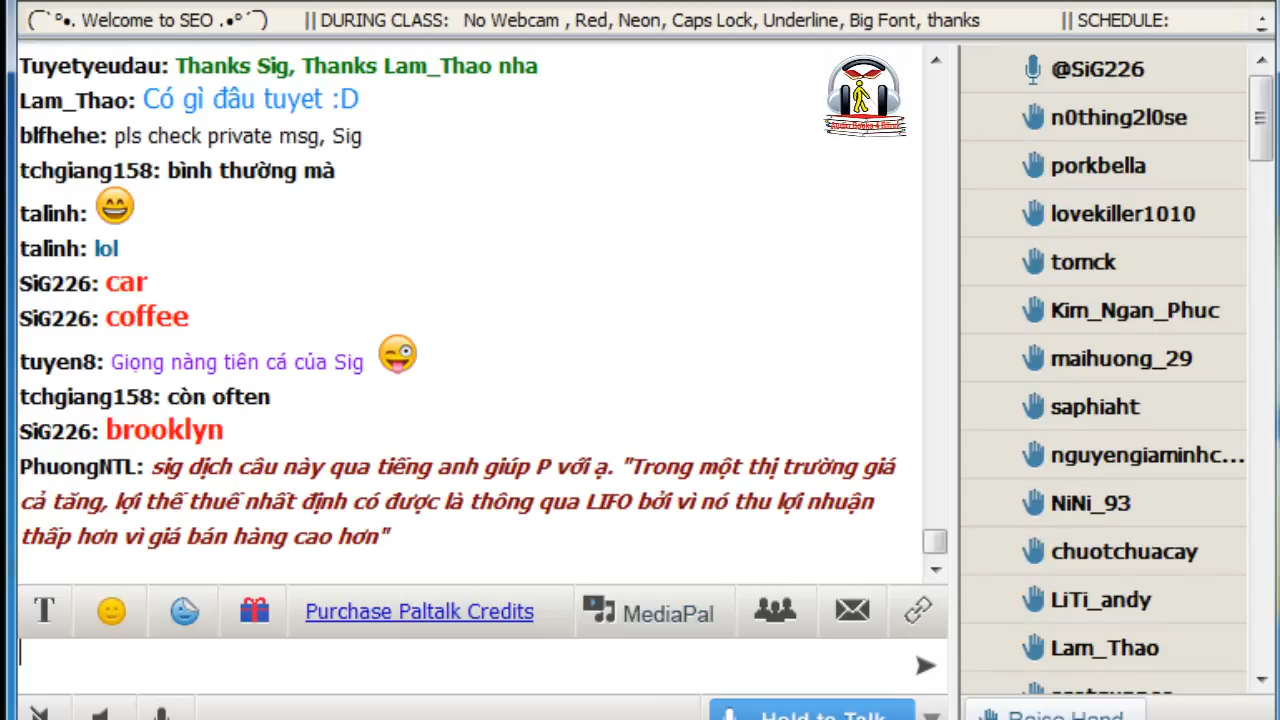 (¯`°•. Welcome to SEO .•°´¯) || DURING CLASS: No Webcam , Red, Neon, Caps Lock, Underline, Big Font, thanks || SCHEDULE:
Tuyetyeudau: Thanks Sig, Thanks Lam_Thao nha
Lam_Thao: Có gì đâu tuyet :D
blfhehe: pls check private msg, Sig
tchgiang158: bình thường mà
talinh:
talinh: lol
SiG226: car
SiG226: coffee
tuyen8: Giọng nàng tiên cá của Sig
tchgiang158: còn often
SiG226: brooklyn
PhuongNTL: sig dịch câu này qua tiếng anh giúp P với ạ. "Trong một thị trường giá
cả tăng, lợi thế thuế nhất định có được là thông qua LIFO bởi vì nó thu lợi nhuận
thấp hơn vì giá bán hàng cao hơn"
Purchase Paltalk Credits
MediaPal
Hold to Talk
@SiG226
n0thing2l0se
porkbella
lovekiller1010
tomck
Kim_Ngan_Phuc
maihuong_29
saphiaht
nguyengiaminhc...
NiNi_93
chuotchuacay
LiTi_andy
Lam_Thao
Raise Hand